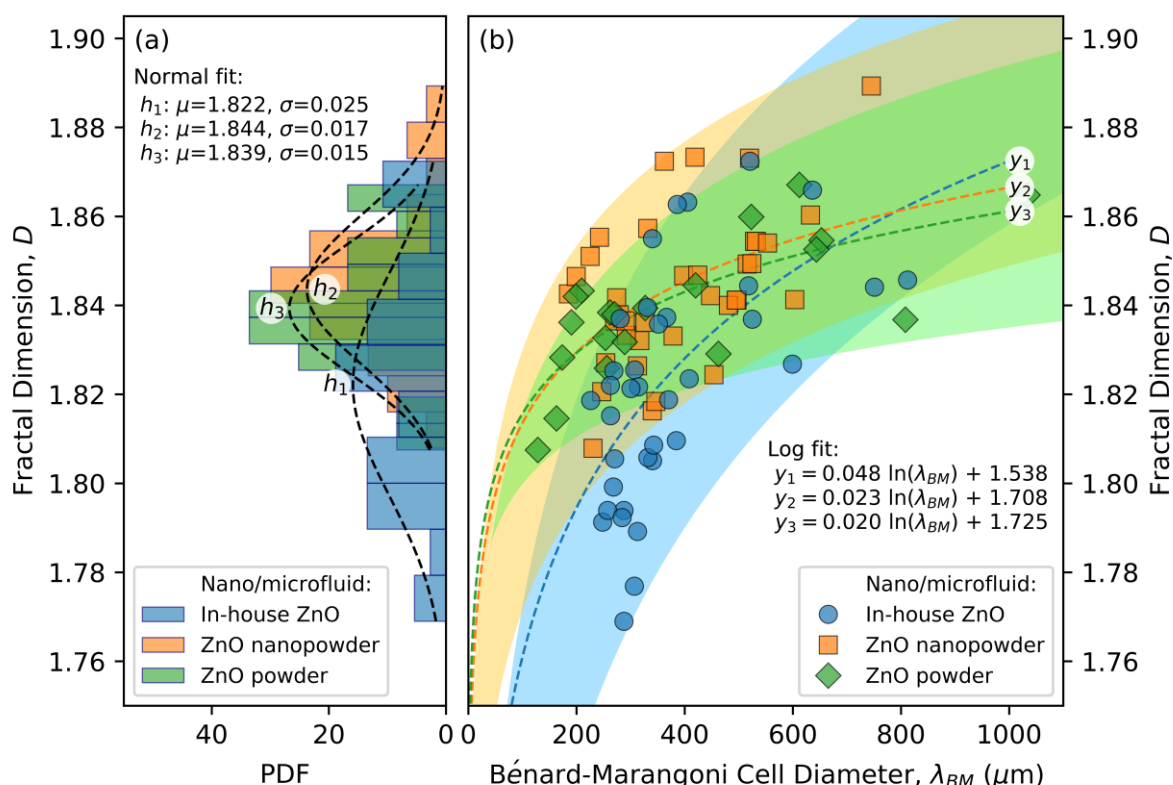 (a)
Normal fit:
h₁: μ=1.822, σ=0.025
h₂: μ=1.844, σ=0.017
h₃: μ=1.839, σ=0.015
1.90
1.88
1.86
1.84
1.82
1.80
1.78
1.76
Fractal Dimension, D
h₂
h₃
h₁
Nano/microfluid:
In-house ZnO
ZnO nanopowder
ZnO powder
40
20
0
PDF
(b)
y₁
y₂
y₃
Log fit:
y₁ = 0.048 ln(λ_BM) + 1.538
y₂ = 0.023 ln(λ_BM) + 1.708
y₃ = 0.020 ln(λ_BM) + 1.725
Nano/microfluid:
In-house ZnO
ZnO nanopowder
ZnO powder
0
200
400
600
800
1000
Bénard-Marangoni Cell Diameter, λ_BM (μm)
1.90
1.88
1.86
1.84
1.82
1.80
1.78
1.76
Fractal Dimension, D